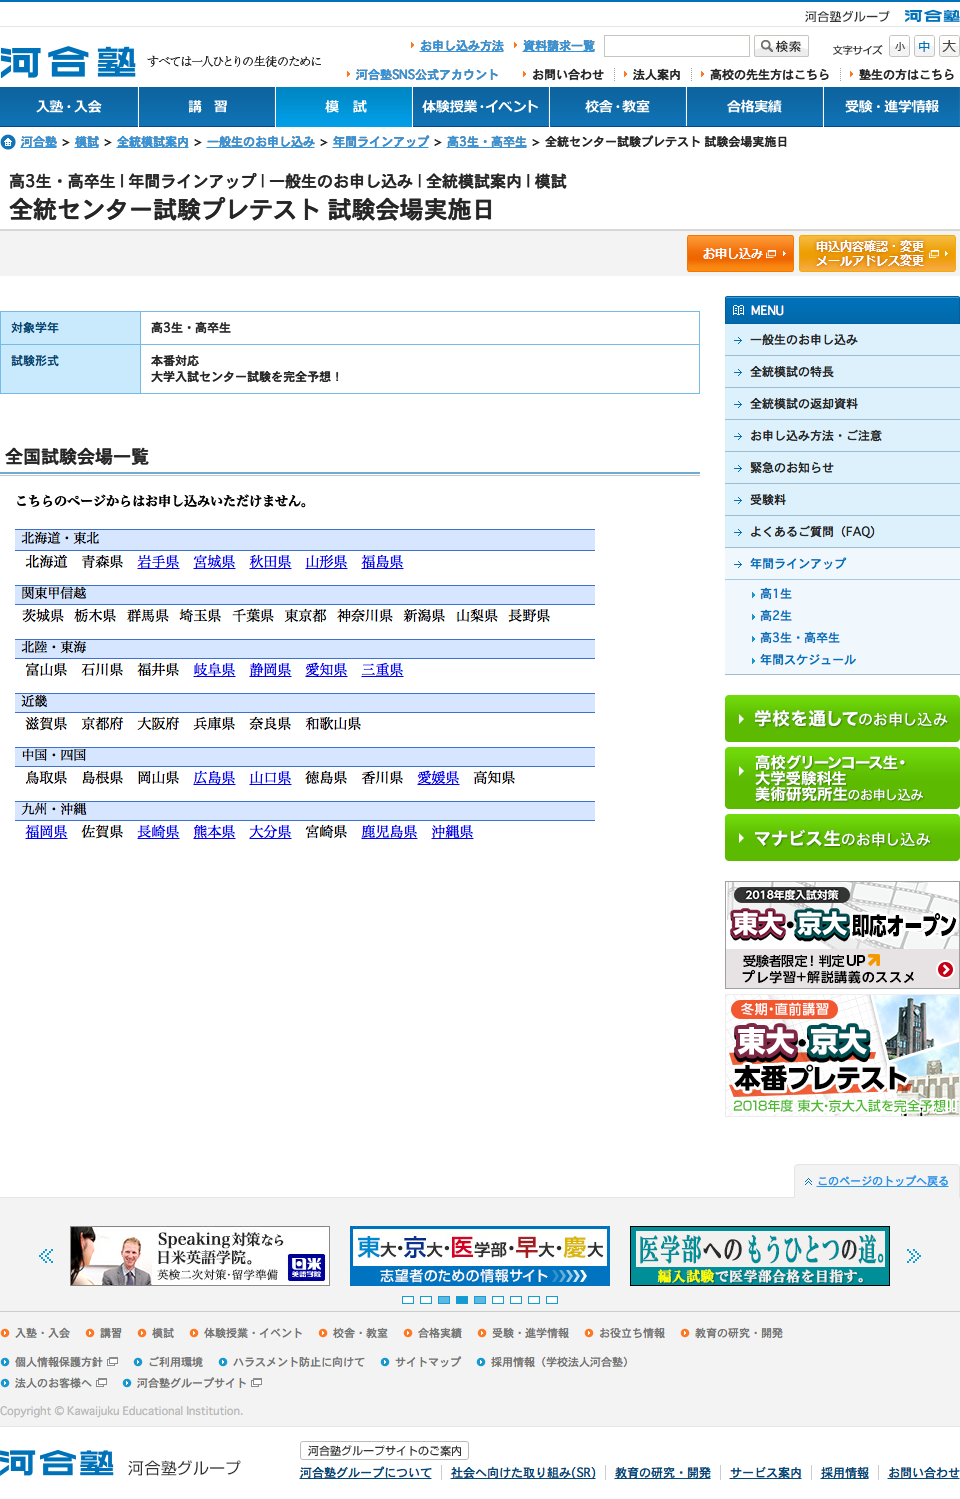 河合塾グループ 河合塾
河合塾 すべては一人ひとりの生徒のために
お申し込み方法 資料請求一覧 検索 文字サイズ 小 中 大
河合塾SNS公式アカウント お問い合わせ 法人案内 高校の先生方はこちら 塾生の方はこちら
入塾・入会 講 習 模 試 体験授業・イベント 校舎・教室 合格実績 受験・進学情報
河合塾 > 模試 > 全統模試案内 > 一般生のお申し込み > 年間ラインアップ > 高3生・高卒生 > 全統センター試験プレテスト 試験会場実施日
高3生・高卒生 | 年間ラインアップ | 一般生のお申し込み | 全統模試案内 | 模試
全統センター試験プレテスト 試験会場実施日
お申し込み
申込内容確認・変更
メールアドレス変更
対象学年 高3生・高卒生
試験形式 本番対応
大学入試センター試験を完全予想！
全国試験会場一覧
こちらのページからはお申し込みいただけません。
北海道・東北
北海道 青森県 岩手県 宮城県 秋田県 山形県 福島県
関東甲信越
茨城県 栃木県 群馬県 埼玉県 千葉県 東京都 神奈川県 新潟県 山梨県 長野県
北陸・東海
富山県 石川県 福井県 岐阜県 静岡県 愛知県 三重県
近畿
滋賀県 京都府 大阪府 兵庫県 奈良県 和歌山県
中国・四国
鳥取県 島根県 岡山県 広島県 山口県 徳島県 香川県 愛媛県 高知県
九州・沖縄
福岡県 佐賀県 長崎県 熊本県 大分県 宮崎県 鹿児島県 沖縄県
MENU
一般生のお申し込み
全統模試の特長
全統模試の返却資料
お申し込み方法・ご注意
緊急のお知らせ
受験料
よくあるご質問（FAQ）
年間ラインアップ
高1生
高2生
高3生・高卒生
年間スケジュール
学校を通してのお申し込み
高校グリーンコース生・
大学受験科生
美術研究所生のお申し込み
マナビス生のお申し込み
2018年度入試対策
東大・京大即応オープン
受験者限定！判定UP
プレ学習＋解説講義のススメ
冬期・直前講習
東大・京大
本番プレテスト
2018年度 東大・京大入試を完全予想!!
このページのトップへ戻る
Speaking対策なら
日米英語学院。
英検二次対策・留学準備
日米
英語学院
東大・京大・医学部・早大・慶大
志望者のための情報サイト
医学部へのもうひとつの道。
編入試験で医学部合格を目指す。
入塾・入会 講習 模試 体験授業・イベント 校舎・教室 合格実績 受験・進学情報 お役立ち情報 教育の研究・開発
個人情報保護方針 ご利用環境 ハラスメント防止に向けて サイトマップ 採用情報（学校法人河合塾）
法人のお客様へ 河合塾グループサイト
Copyright © Kawaijuku Educational Institution.
河合塾 河合塾グループ
河合塾グループサイトのご案内
河合塾グループについて 社会へ向けた取り組み(SR) 教育の研究・開発 サービス案内 採用情報 お問い合わせ